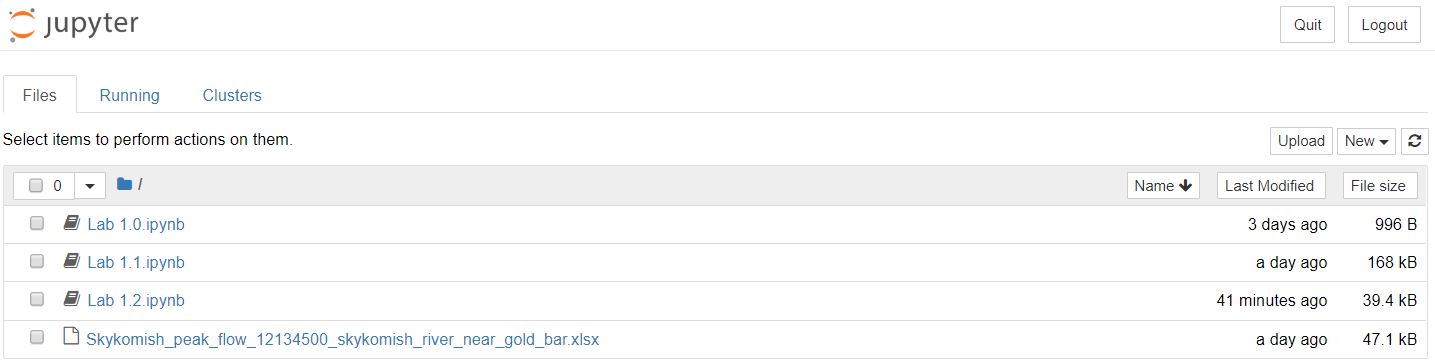 jupyter Quit Logout
Files Running Clusters
Select items to perform actions on them. Upload New
0 / Name Last Modified File size
Lab 1.0.ipynb 3 days ago 996 B
Lab 1.1.ipynb a day ago 168 kB
Lab 1.2.ipynb 41 minutes ago 39.4 kB
Skykomish_peak_flow_12134500_skykomish_river_near_gold_bar.xlsx a day ago 47.1 kB